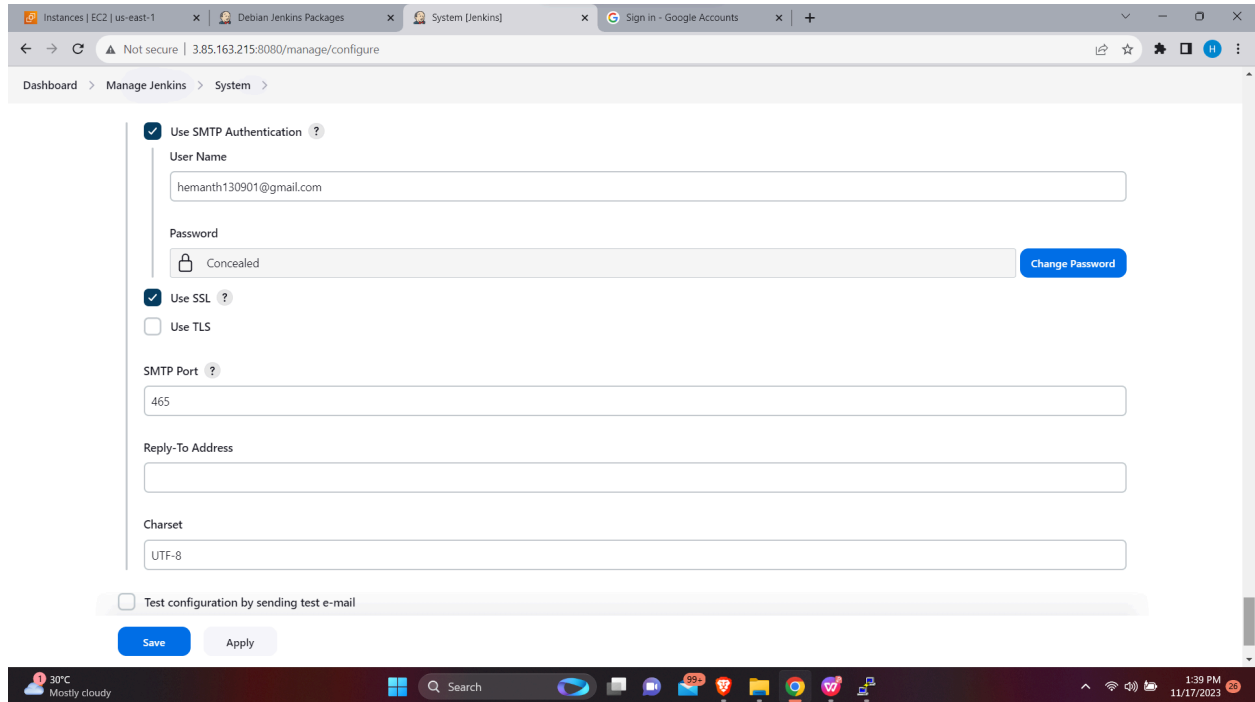 Instances | EC2 | us-east-1
Debian Jenkins Packages
System [Jenkins]
Sign in - Google Accounts
Not secure | 3.85.163.215:8080/manage/configure
H
Dashboard > Manage Jenkins > System >
Use SMTP Authentication ?
User Name
hemanth130901@gmail.com
Password
Concealed
Change Password
Use SSL ?
Use TLS
SMTP Port ?
465
Reply-To Address
Charset
UTF-8
Test configuration by sending test e-mail
Save
Apply
1
30°C
Mostly cloudy
Search
99+
1:39 PM
11/17/2023
26